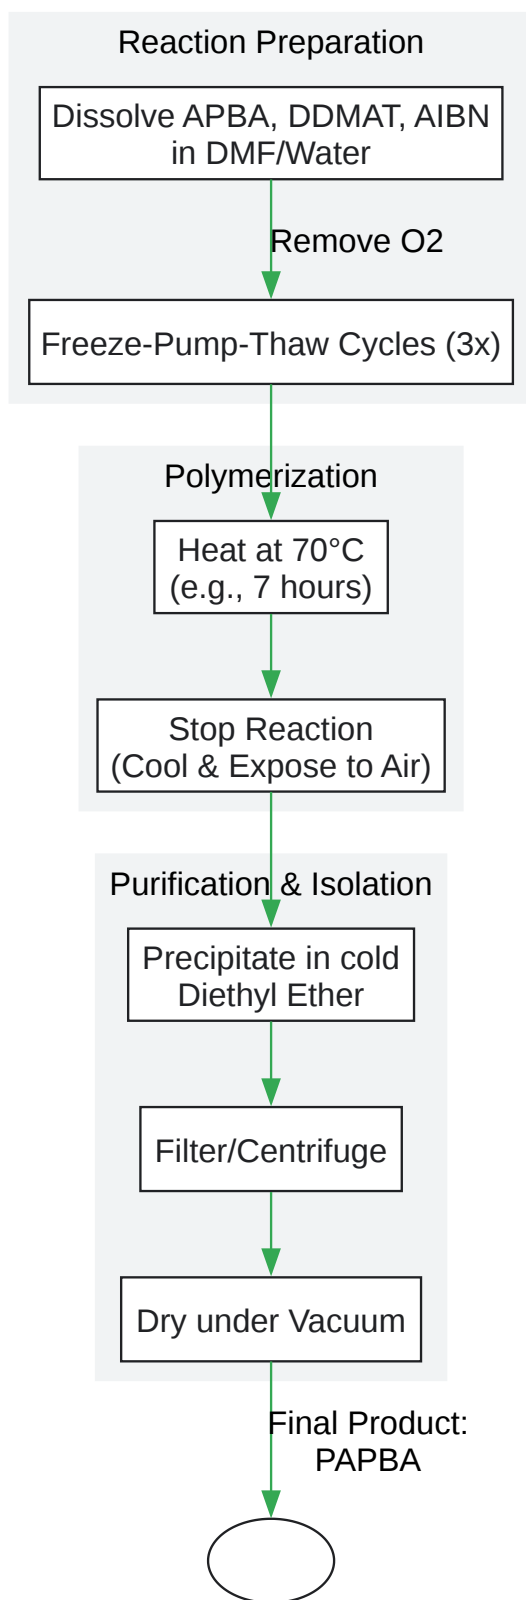 Reaction Preparation
Dissolve APBA, DDMAT, AIBN
in DMF/Water
Remove O2
Freeze-Pump-Thaw Cycles (3x)
Polymerization
Heat at 70°C
(e.g., 7 hours)
Stop Reaction
(Cool & Expose to Air)
Purification & Isolation
Precipitate in cold
Diethyl Ether
Filter/Centrifuge
Dry under Vacuum
Final Product:
PAPBA